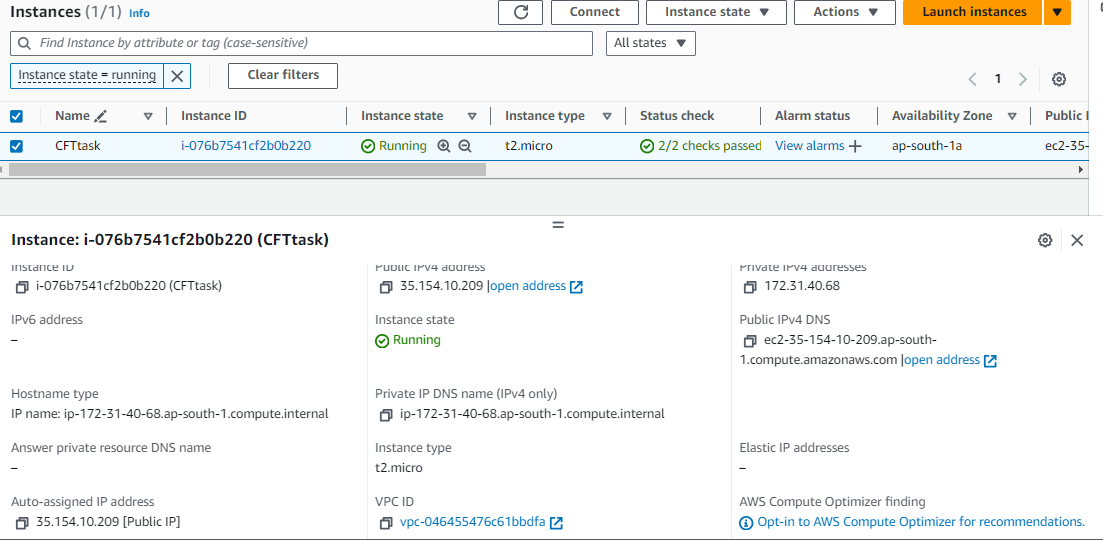 Instances (1/1) Info
Connect
Instance state
Actions
Launch instances
Find Instance by attribute or tag (case-sensitive)
All states
Instance state = running
Clear filters
1
Name Instance ID Instance state Instance type Status check Alarm status Availability Zone Public I
CFTtask i-076b7541cf2b0b220 Running t2.micro 2/2 checks passed View alarms ap-south-1a ec2-35-
Instance: i-076b7541cf2b0b220 (CFTtask)
Instance ID Public IPv4 address Private IPv4 addresses
i-076b7541cf2b0b220 (CFTtask) 35.154.10.209 |open address 172.31.40.68
IPv6 address Instance state Public IPv4 DNS
– Running ec2-35-154-10-209.ap-south-
1.compute.amazonaws.com |open address
Hostname type Private IP DNS name (IPv4 only)
IP name: ip-172-31-40-68.ap-south-1.compute.internal ip-172-31-40-68.ap-south-1.compute.internal
Answer private resource DNS name Instance type Elastic IP addresses
– t2.micro –
Auto-assigned IP address VPC ID AWS Compute Optimizer finding
35.154.10.209 [Public IP] vpc-046455476c61bbdfa Opt-in to AWS Compute Optimizer for recommendations.